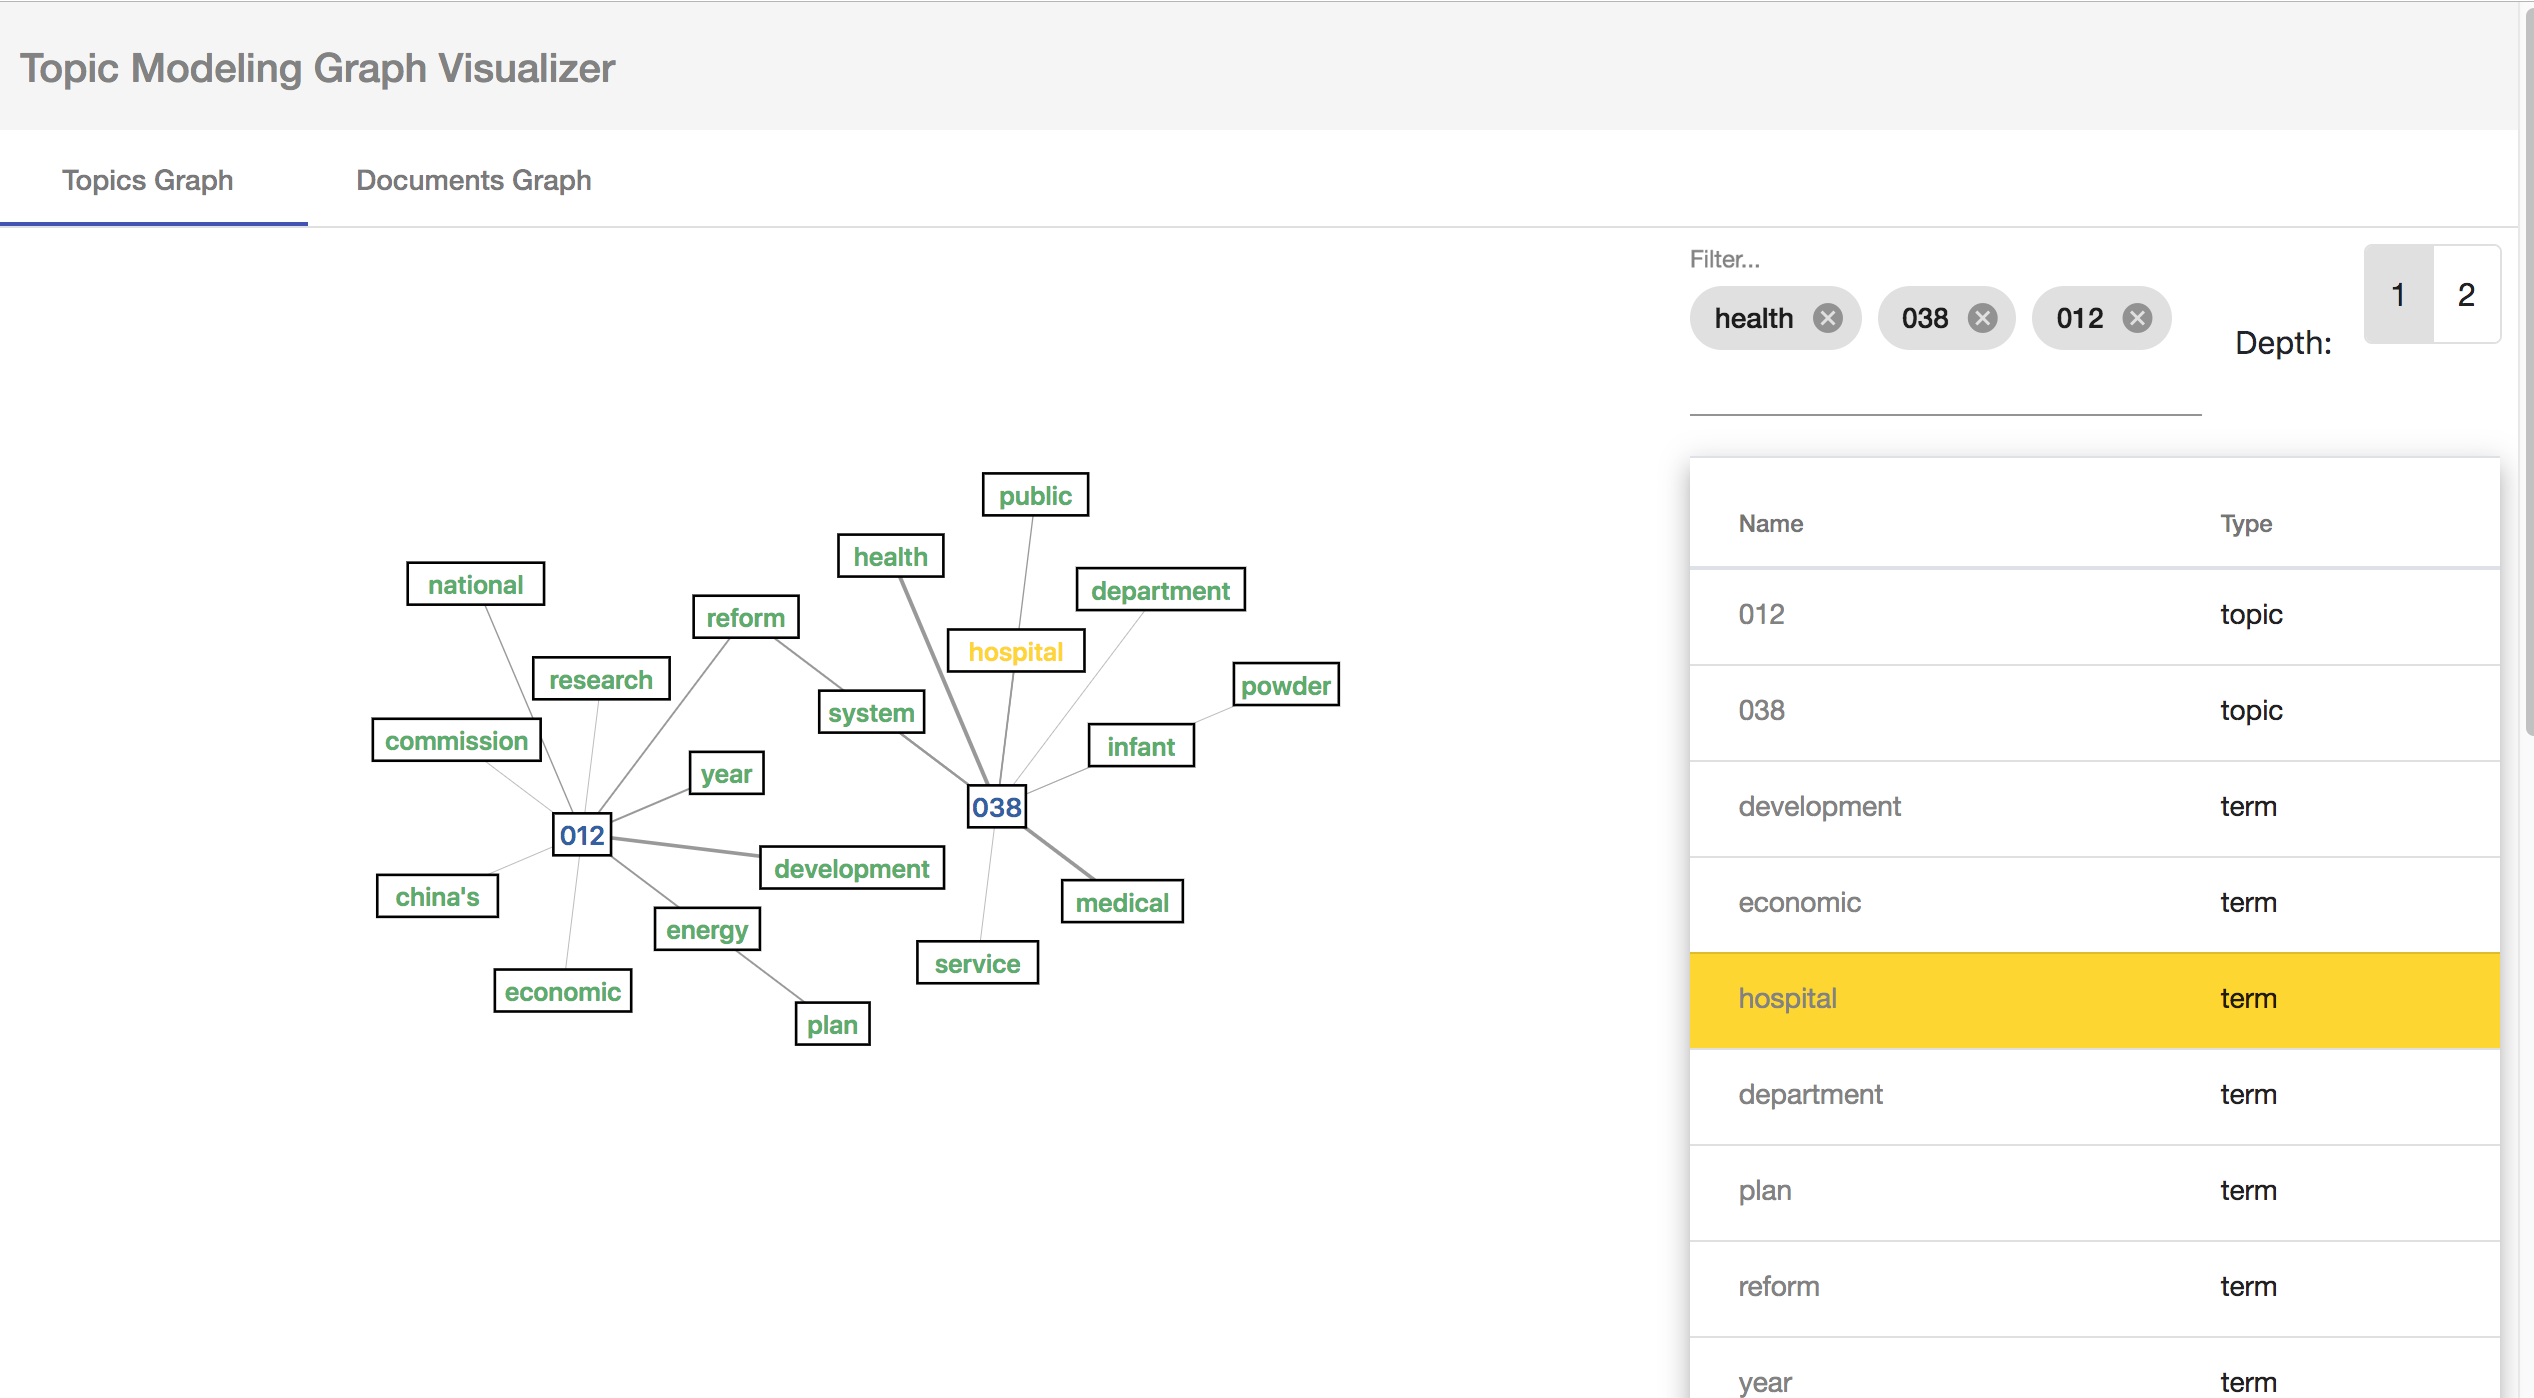 Topic Modeling Graph Visualizer
Topics Graph Documents Graph
Filter...
health 038 012
Depth: 1 2
public
health
national
department
reform
hospital
research
powder
system
commission
infant
year
038
012
development
china's
medical
energy
service
economic
plan
Name Type
012 topic
038 topic
development term
economic term
hospital term
department term
plan term
reform term
year term